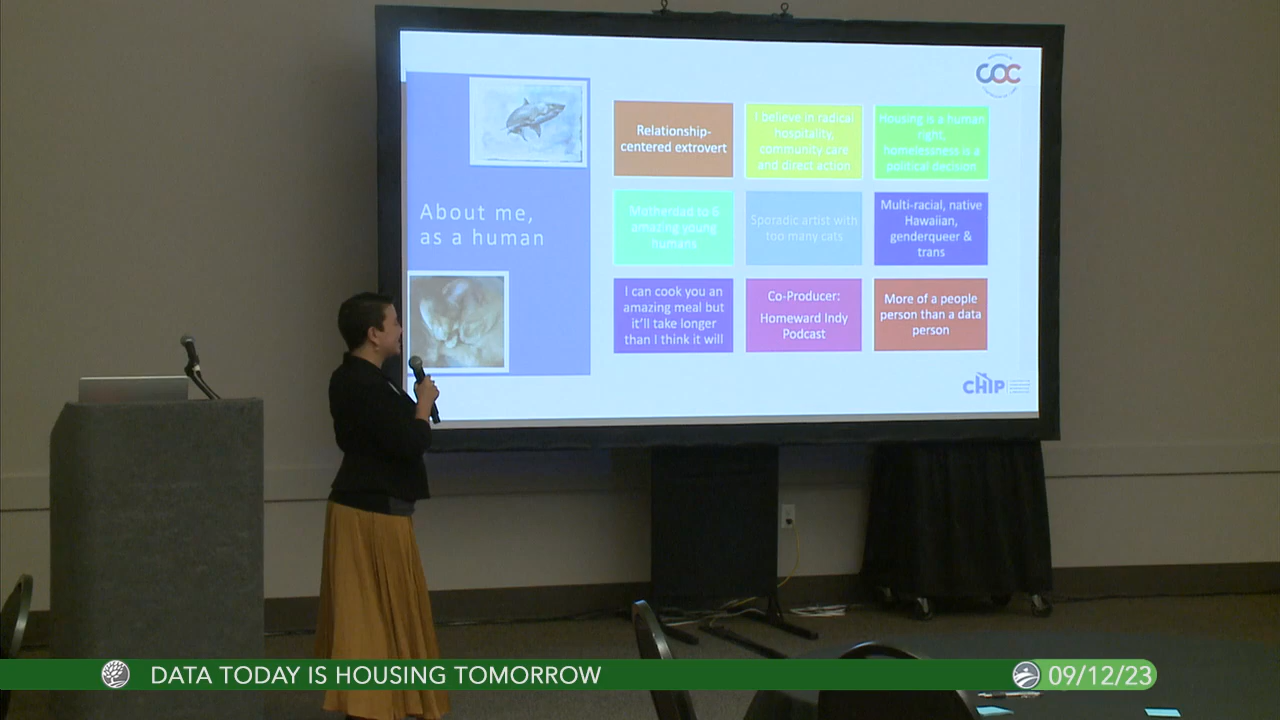 COC
About me,
as a human
Relationship-
centered extrovert
I believe in radical
hospitality,
community care
and direct action
Housing is a human
right,
homelessness is a
political decision
Motherdad to 6
amazing young
humans
Sporadic artist with
too many cats
Multi-racial, native
Hawaiian,
genderqueer &
trans
I can cook you an
amazing meal but
it'll take longer
than I think it will
Co-Producer:
Homeward Indy
Podcast
More of a people
person than a data
person
CHIP
DATA TODAY IS HOUSING TOMORROW
09/12/23